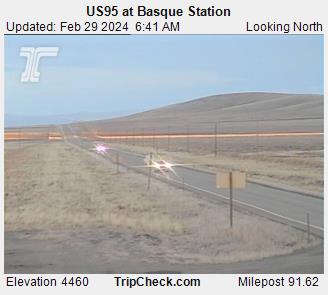 US95 at Basque Station
Updated: Feb 29 2024 6:41 AM Looking North
Elevation 4460 TripCheck.com Milepost 91.62